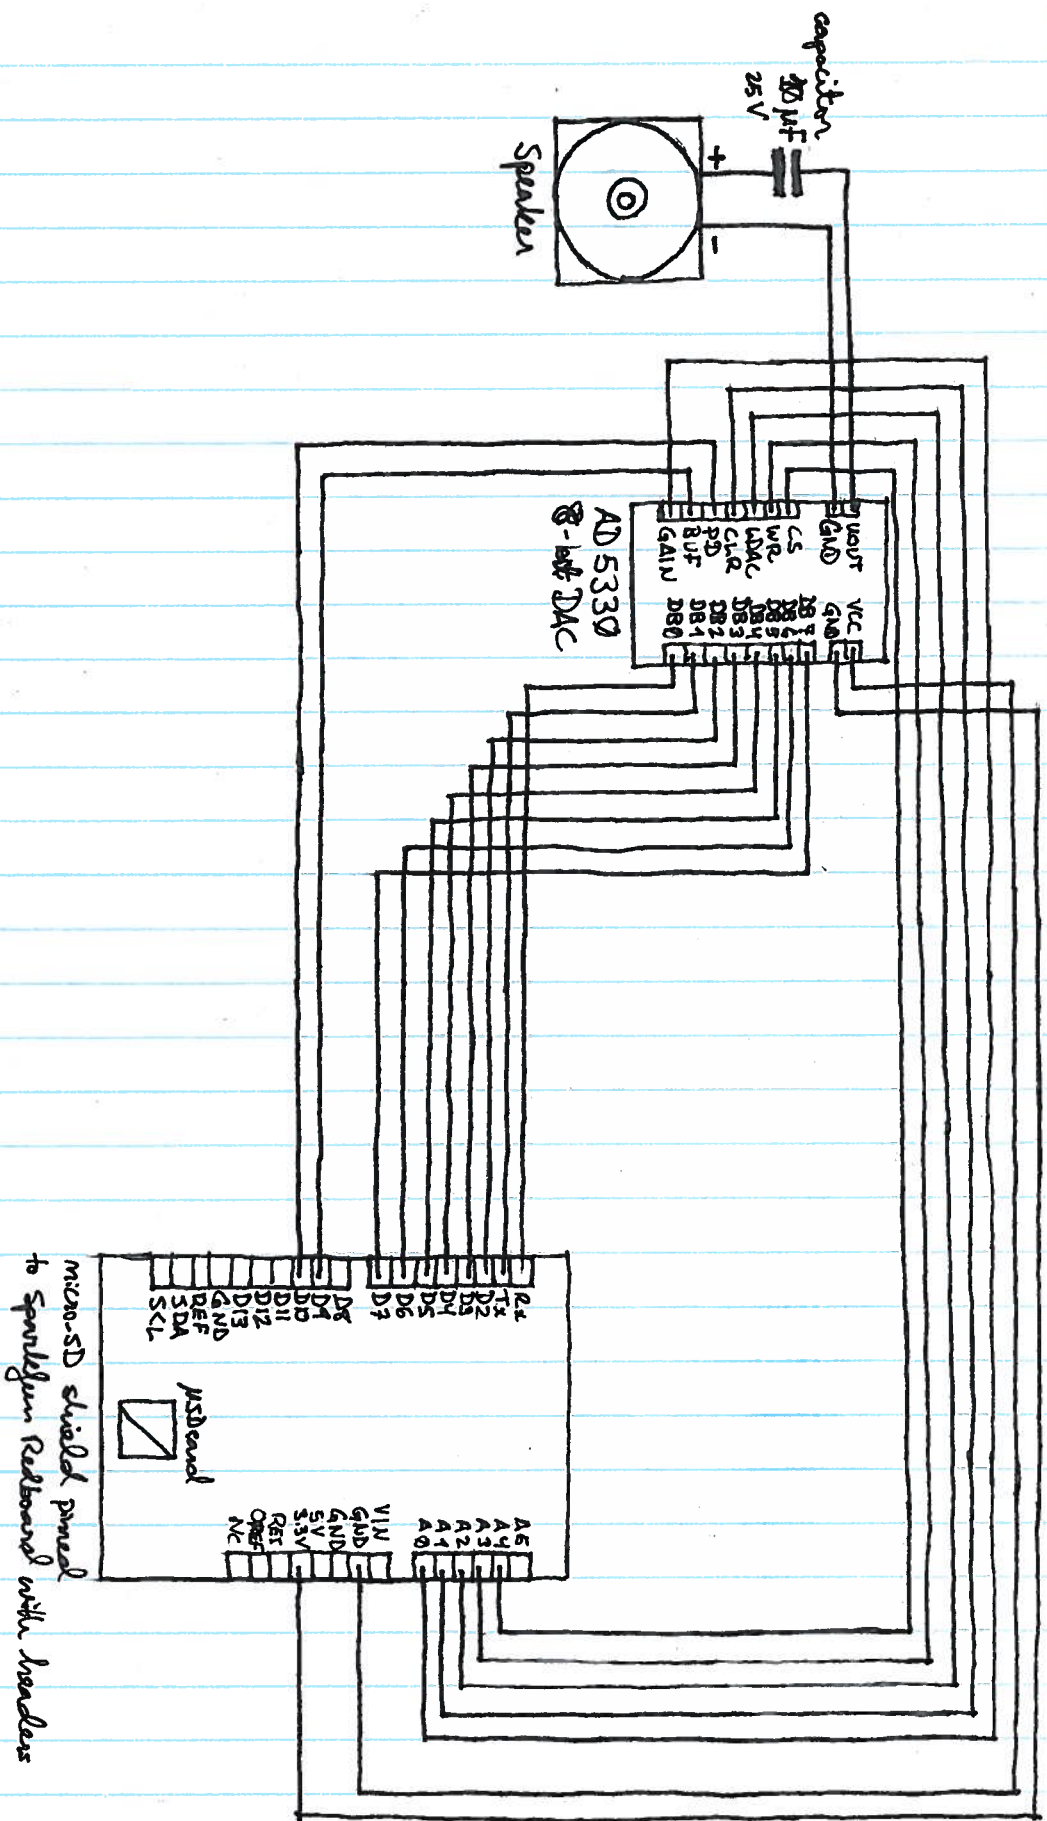 capacitor
10 µF
25V
+
-
Speaker
VOUT
GND
CS
WR
LDAC
CLR
PD
BUF
GAIN
VCC
GND
DB7
DB6
DB5
DB4
DB3
DB2
DB1
DB0
AD5330
8-bit DAC
RX
TX
D2
D3
D4
D5
D6
D7
D8
D9
D10
D11
D12
D13
GND
REF
SDA
SCL
µSDcard
A5
A4
A3
A2
A1
A0
VIN
GND
GND
5V
3.3V
RST
NC
micro-SD shield pinned
to Sparkfun Redboard with headers